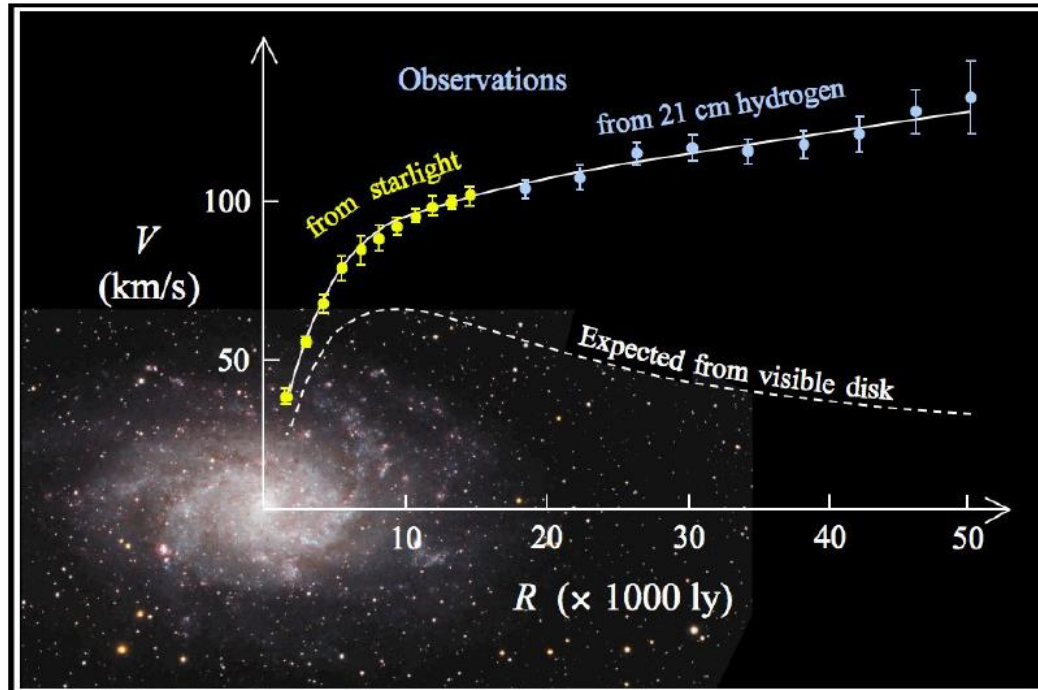 Observations
from 21 cm hydrogen
from starlight
100
V
(km/s)
50
Expected from visible disk
10 20 30 40 50
R (× 1000 ly)